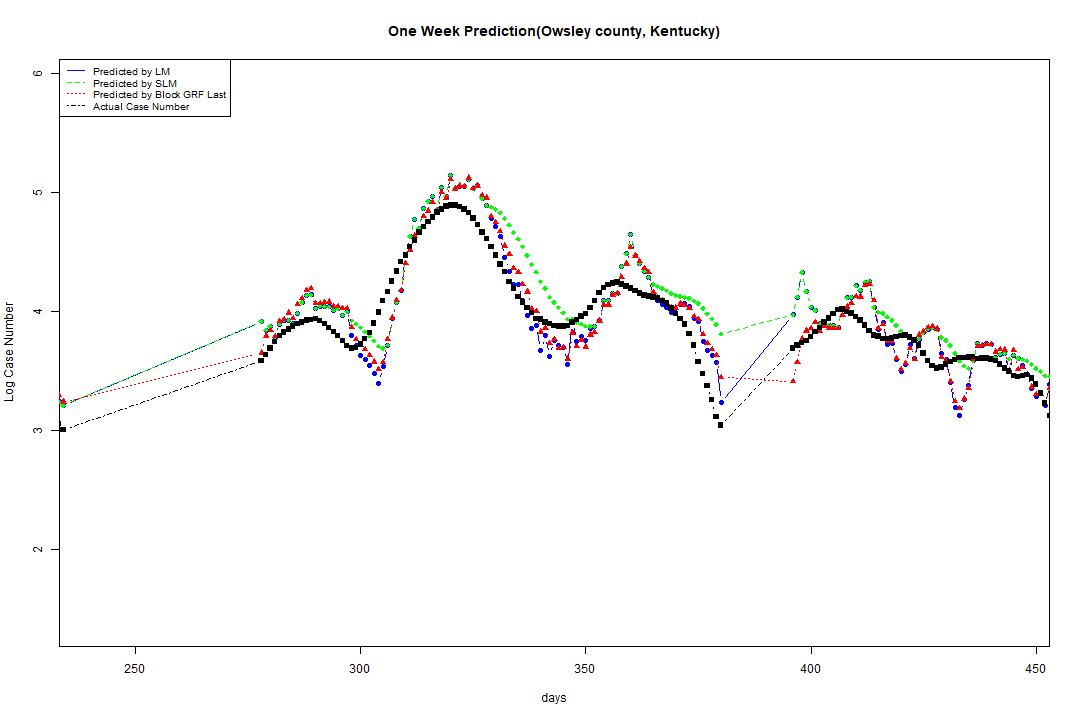 One Week Prediction(Owsley county, Kentucky)
Predicted by LM
Predicted by SLM
Predicted by Block GRF Last
Actual Case Number
6
5
4
3
2
Log Case Number
250
300
350
400
450
days